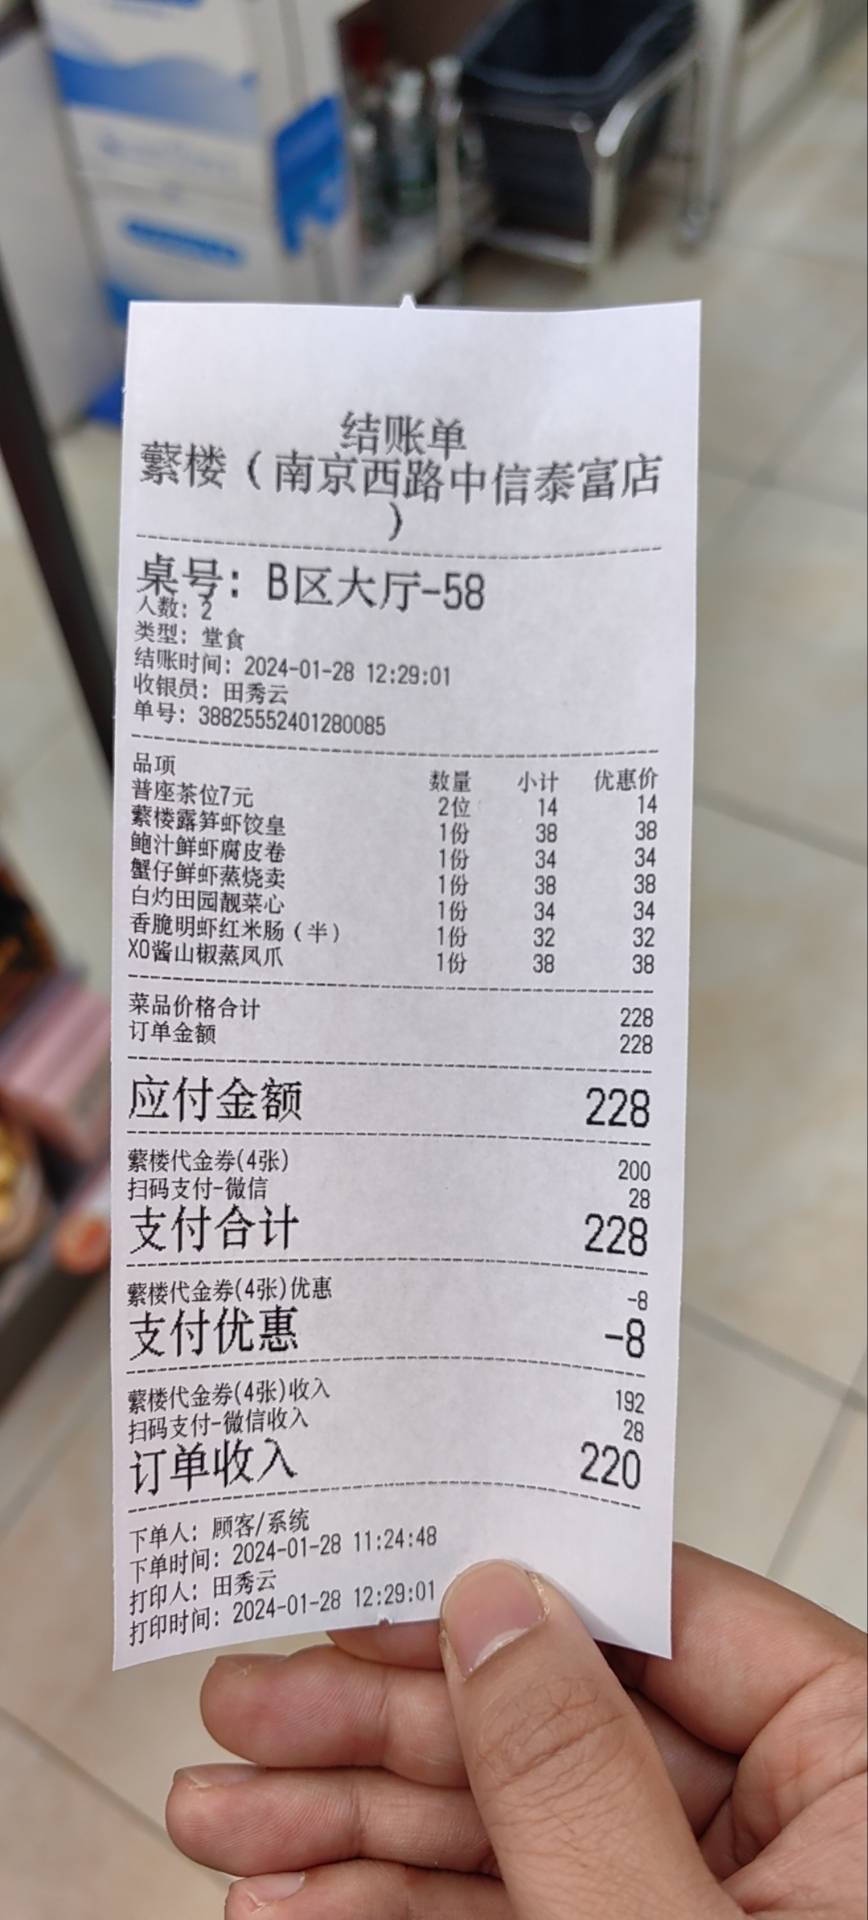 结账单
蘩楼（南京西路中信泰富店
）
桌号: B区大厅-58
人数: 2
类型: 堂食
结账时间: 2024-01-28 12:29:01
收银员: 田秀云
单号: 38825552401280085
品项 数量 小计 优惠价
普座茶位7元 2位 14 14
蘩楼露笋虾饺皇 1份 38 38
鲍汁鲜虾腐皮卷 1份 34 34
蟹仔鲜虾蒸烧卖 1份 38 38
白灼田园靓菜心 1份 34 34
香脆明虾红米肠（半） 1份 32 32
XO酱山椒蒸凤爪 1份 38 38
菜品价格合计 228
订单金额 228
应付金额 228
蘩楼代金券(4张) 200
扫码支付-微信 28
支付合计 228
蘩楼代金券(4张)优惠 -8
支付优惠 -8
蘩楼代金券(4张)收入 192
扫码支付-微信收入 28
订单收入 220
下单人: 顾客/系统
下单时间: 2024-01-28 11:24:48
打印人: 田秀云
打印时间: 2024-01-28 12:29:01